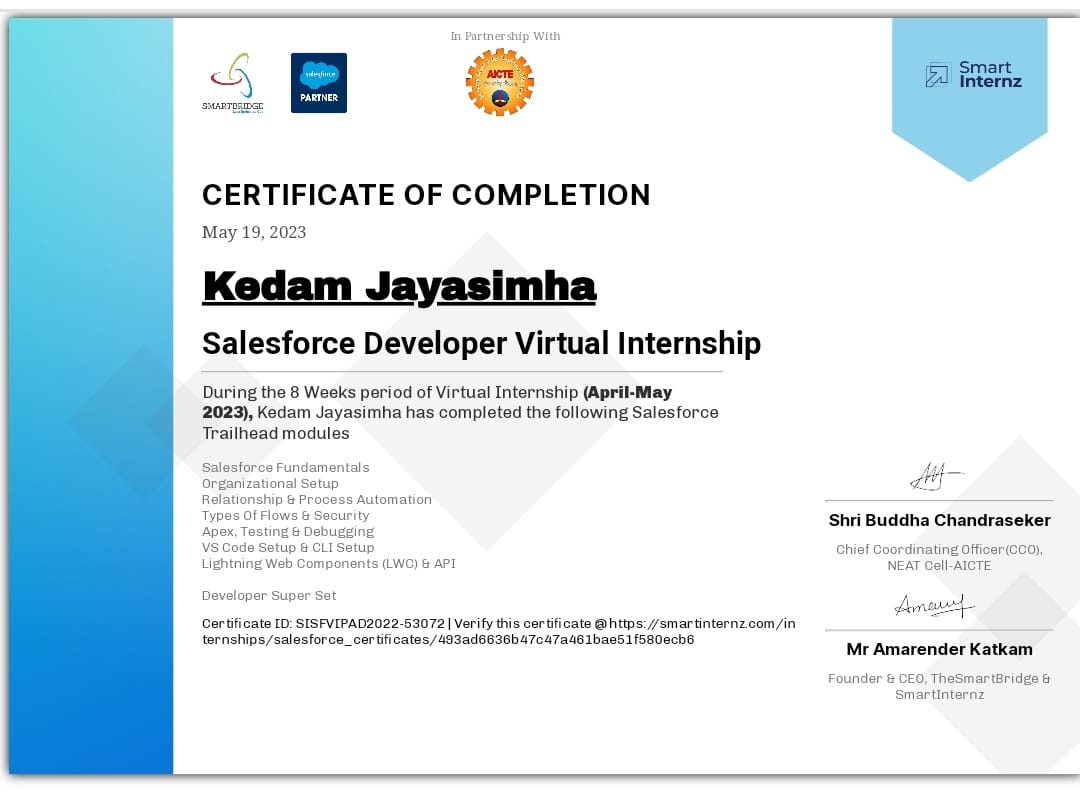 In Partnership With
SMARTBRIDGE
salesforce
PARTNER
AICTE
Smart
Internz
CERTIFICATE OF COMPLETION
May 19, 2023
Kedam Jayasimha
Salesforce Developer Virtual Internship
During the 8 Weeks period of Virtual Internship (April-May
2023), Kedam Jayasimha has completed the following Salesforce
Trailhead modules
Salesforce Fundamentals
Organizational Setup
Relationship & Process Automation
Types Of Flows & Security
Apex, Testing & Debugging
VS Code Setup & CLI Setup
Lightning Web Components (LWC) & API
Developer Super Set
Certificate ID: SISFVIPAD2022-53072 | Verify this certificate @ https://smartinternz.com/in
ternships/salesforce_certificates/493ad6636b47c47a461bae51f580ecb6
Shri Buddha Chandraseker
Chief Coordinating Officer(CCO),
NEAT Cell-AICTE
Mr Amarender Katkam
Founder & CEO, TheSmartBridge &
SmartInternz